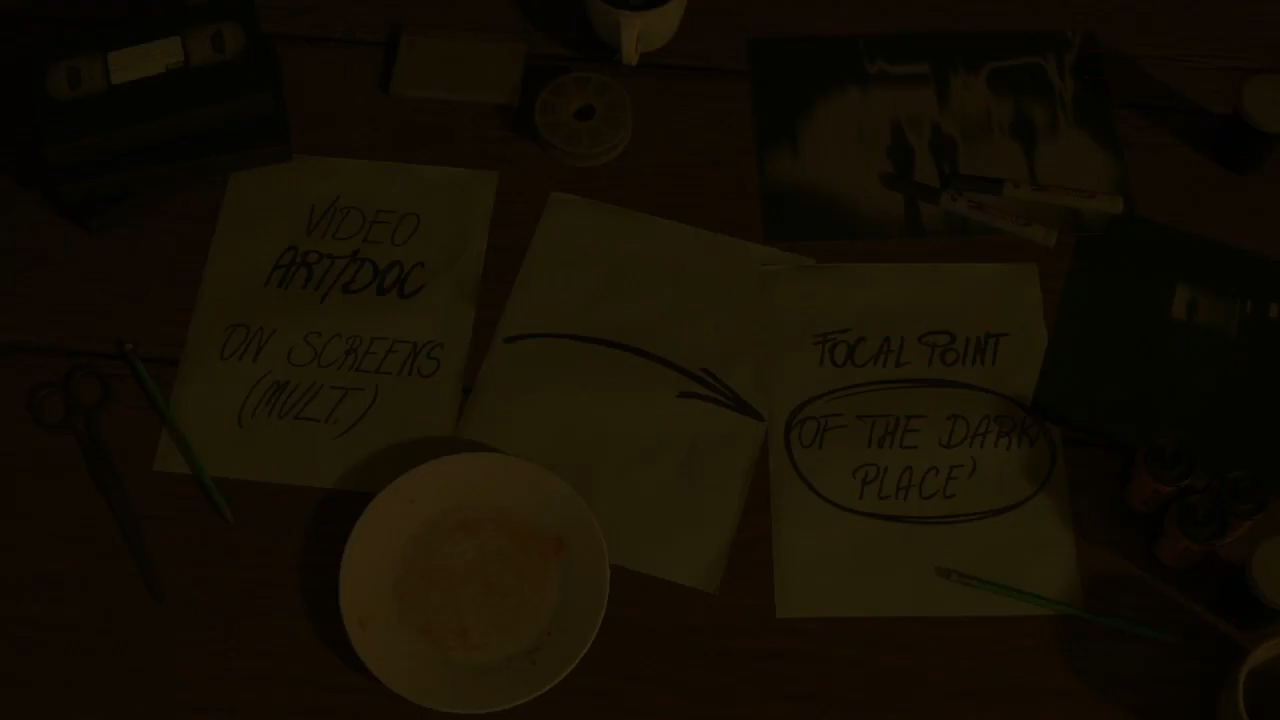 VIDEO
ART/DOC
ON SCREENS
(MULT.)
FOCAL POINT
OF THE DARK
PLACE'